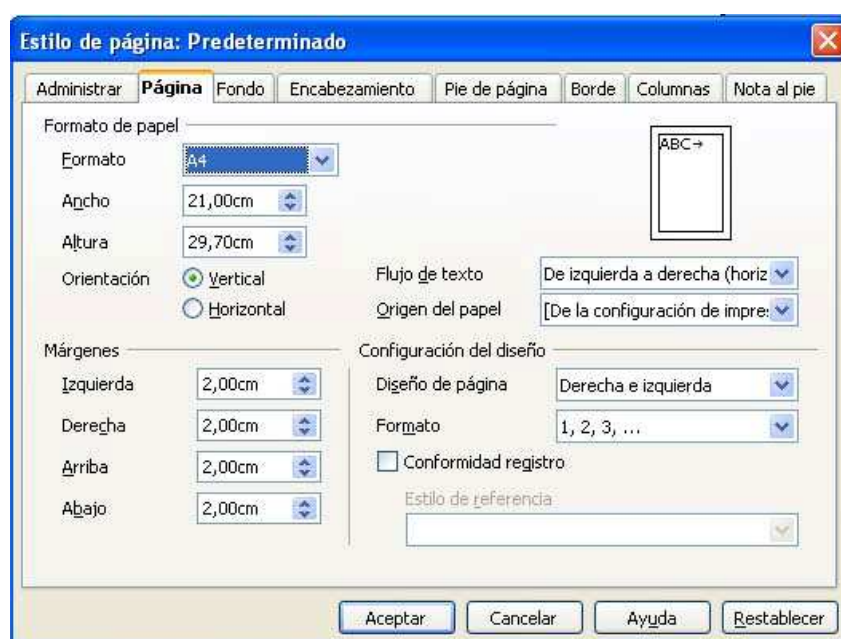 Estilo de página: Predeterminado
Administrar Página Fondo Encabezamiento Pie de página Borde Columnas Nota al pie
Formato de papel
ABC→
Formato A4
Ancho 21,00cm
Altura 29,70cm
Orientación Vertical Flujo de texto De izquierda a derecha (horiz
Horizontal Origen del papel [De la configuración de impre:
Márgenes Configuración del diseño
Izquierda 2,00cm Diseño de página Derecha e izquierda
Derecha 2,00cm Formato 1, 2, 3, ...
Arriba 2,00cm Conformidad registro
Estilo de referencia
Abajo 2,00cm
Aceptar Cancelar Ayuda Restablecer